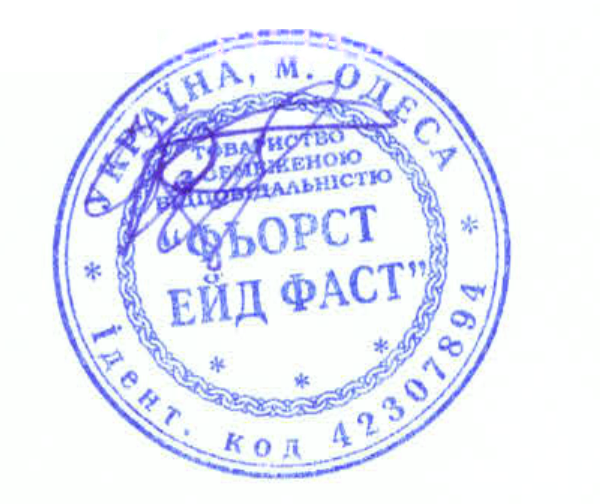 УКРАЇНА, М. ОДЕСА
ТОВАРИСТВО
З ОБМЕЖЕНОЮ
ВІДПОВІДАЛЬНІСТЮ
“ФЬОРСТ
ЕЙД ФАСТ”
Ідент. код 42307894